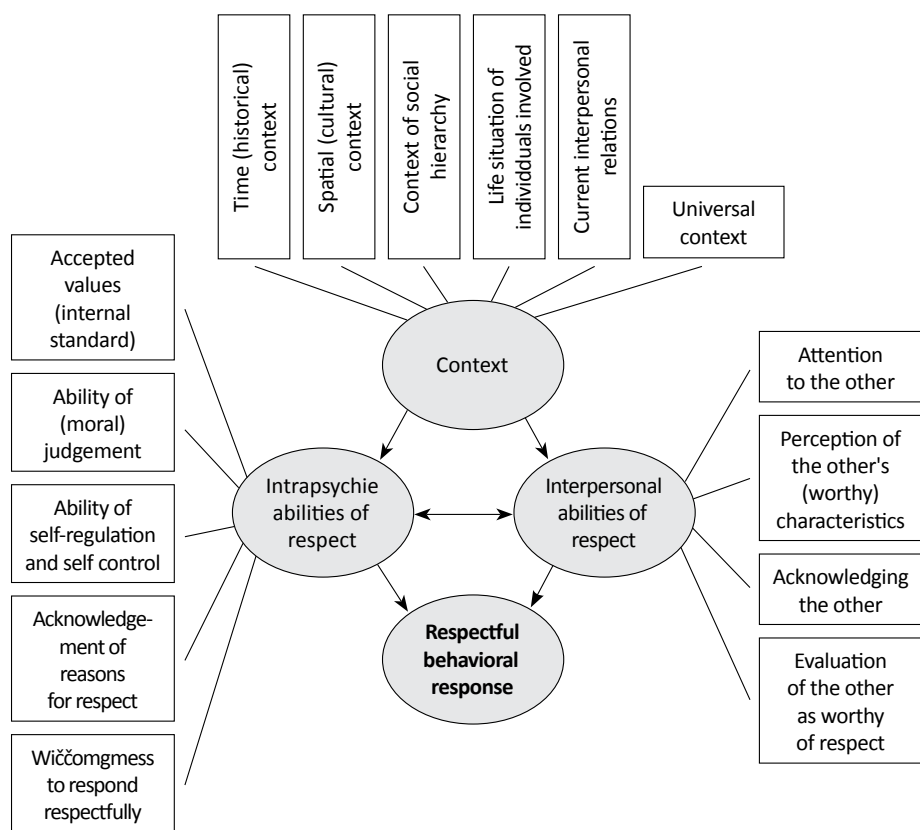 Time (historical)
context
Spatial (cultural)
context
Context of social
hierarchy
Life situation of
individduals involved
Current interpersonal
relations
Universal
context
Accepted
values
(internal
standard)
Ability of
(moral)
judgement
Ability of
self-regulation
and self control
Acknowledge-
ment of
reasons
for respect
Wiččomgmess
to respond
respectfully
Context
Intrapsychie
abilities of
respect
Interpersonal
abilities of
respect
Respectful
behavioral
response
Attention
to the other
Perception of
the other's
(worthy)
characteristics
Acknowledging
the other
Evaluation
of the other
as worthy
of respect